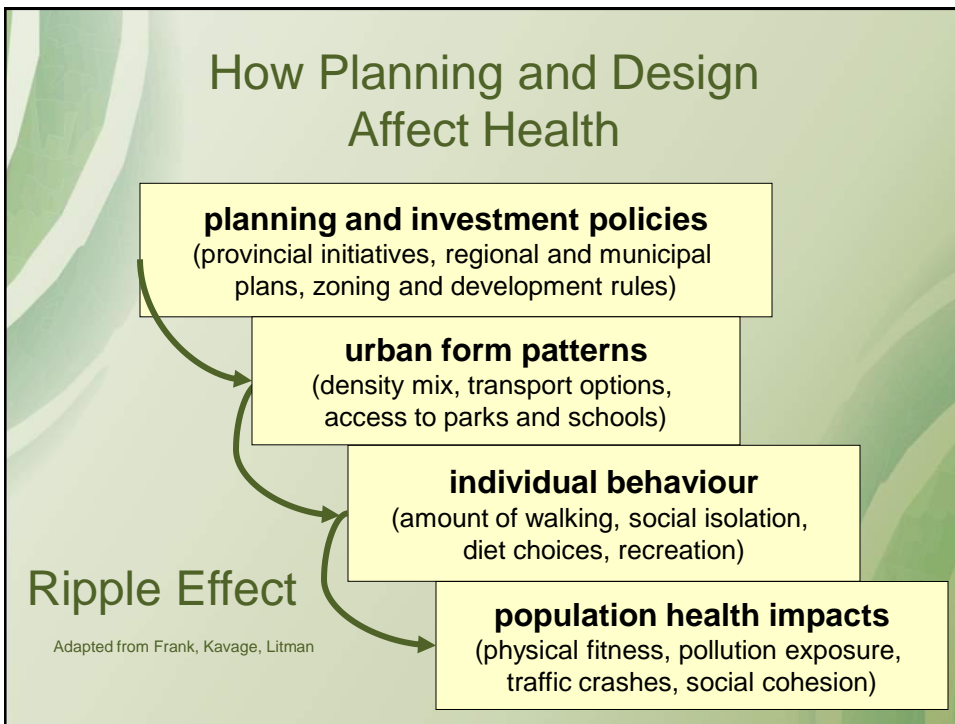 How Planning and Design
Affect Health
planning and investment policies
(provincial initiatives, regional and municipal
plans, zoning and development rules)
urban form patterns
(density mix, transport options,
access to parks and schools)
individual behaviour
(amount of walking, social isolation,
diet choices, recreation)
Ripple Effect
Adapted from Frank, Kavage, Litman
population health impacts
(physical fitness, pollution exposure,
traffic crashes, social cohesion)